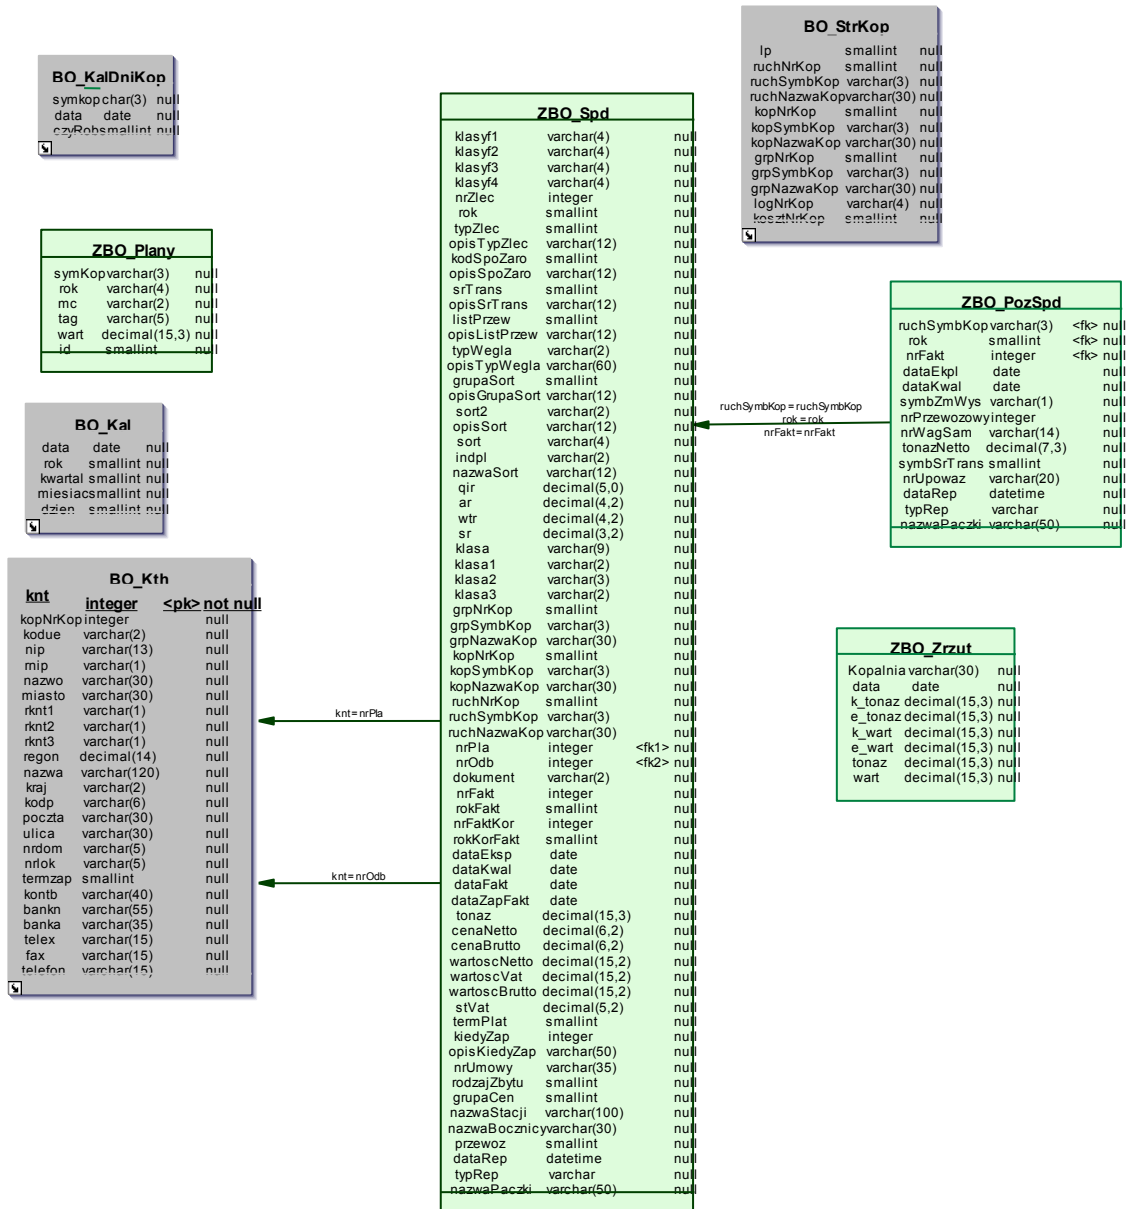 BO_KalDniKop
symkop char(3) null
data date null
czyRob smallint null
ZBO_Plany
symKop varchar(3) null
rok varchar(4) null
mc varchar(2) null
tag varchar(5) null
wart decimal(15,3) null
id smallint null
BO_Kal
data date null
rok smallint null
kwartal smallint null
miesiac smallint null
dzien smallint null
BO_Kth
knt integer <pk> not null
kopNrKop integer null
kodue varchar(2) null
nip varchar(13) null
mip varchar(1) null
nazwo varchar(30) null
miasto varchar(30) null
rknt1 varchar(1) null
rknt2 varchar(1) null
rknt3 varchar(1) null
regon decimal(14) null
nazwa varchar(120) null
kraj varchar(2) null
kodp varchar(6) null
poczta varchar(30) null
ulica varchar(30) null
nrdom varchar(5) null
nrlok varchar(5) null
termzap smallint null
kontb varchar(40) null
bankn varchar(55) null
banka varchar(35) null
telex varchar(15) null
fax varchar(15) null
telefon varchar(15) null
knt=nrPla
knt=nrOdb
ZBO_Spd
klasyf1 varchar(4) null
klasyf2 varchar(4) null
klasyf3 varchar(4) null
klasyf4 varchar(4) null
nrZlec integer null
rok smallint null
typZlec smallint null
opisTypZlec varchar(12) null
kodSpoZaro smallint null
opisSpoZaro varchar(12) null
srTrans smallint null
opisSrTrans varchar(12) null
listPrzew smallint null
opisListPrzew varchar(12) null
typWegla varchar(2) null
opisTypWegla varchar(60) null
grupaSort smallint null
opisGrupaSort varchar(12) null
sort2 varchar(2) null
opisSort varchar(12) null
sort varchar(4) null
indpl varchar(2) null
nazwaSort varchar(12) null
qir decimal(5,0) null
ar decimal(4,2) null
wtr decimal(4,2) null
sr decimal(3,2) null
klasa varchar(9) null
klasa1 varchar(2) null
klasa2 varchar(3) null
klasa3 varchar(2) null
grpNrKop smallint null
grpSymbKop varchar(3) null
grpNazwaKop varchar(30) null
kopNrKop smallint null
kopSymbKop varchar(3) null
kopNazwaKop varchar(30) null
ruchNrKop smallint null
ruchSymbKop varchar(3) null
ruchNazwaKop varchar(30) null
nrPla integer <fk1> null
nrOdb integer <fk2> null
dokument varchar(2) null
nrFakt integer null
rokFakt smallint null
nrFaktKor integer null
rokKorFakt smallint null
dataEksp date null
dataKwal date null
dataFakt date null
dataZapFakt date null
tonaz decimal(15,3) null
cenaNetto decimal(6,2) null
cenaBrutto decimal(6,2) null
wartoscNetto decimal(15,2) null
wartoscVat decimal(15,2) null
wartoscBrutto decimal(15,2) null
stVat decimal(5,2) null
termPlat smallint null
kiedyZap integer null
opisKiedyZap varchar(50) null
nrUmowy varchar(35) null
rodzajZbytu smallint null
grupaCen smallint null
nazwaStacji varchar(100) null
nazwaBocznicy varchar(30) null
przewoz smallint null
dataRep datetime null
typRep varchar null
nazwaPaczki varchar(50) null
BO_StrKop
lp smallint null
ruchNrKop smallint null
ruchSymbKop varchar(3) null
ruchNazwaKop varchar(30) null
kopNrKop smallint null
kopSymbKop varchar(3) null
kopNazwaKop varchar(30) null
grpNrKop smallint null
grpSymbKop varchar(3) null
grpNazwaKop varchar(30) null
logNrKop varchar(4) null
kosztNrKop smallint null
ruchSymbKop=ruchSymbKop
rok=rok
nrFakt=nrFakt
ZBO_PozSpd
ruchSymbKop varchar(3) <fk> null
rok smallint <fk> null
nrFakt integer <fk> null
dataEkpl date null
dataKwal date null
symbZmWys varchar(1) null
nrPrzewozowy integer null
nrWagSam varchar(14) null
tonazNetto decimal(7,3) null
symbSrTrans smallint null
nrUpowaz varchar(20) null
dataRep datetime null
typRep varchar null
nazwaPaczki varchar(50) null
ZBO_Zrzut
Kopalnia varchar(30) null
data date null
k_tonaz decimal(15,3) null
e_tonaz decimal(15,3) null
k_wart decimal(15,3) null
e_wart decimal(15,3) null
tonaz decimal(15,3) null
wart decimal(15,3) null